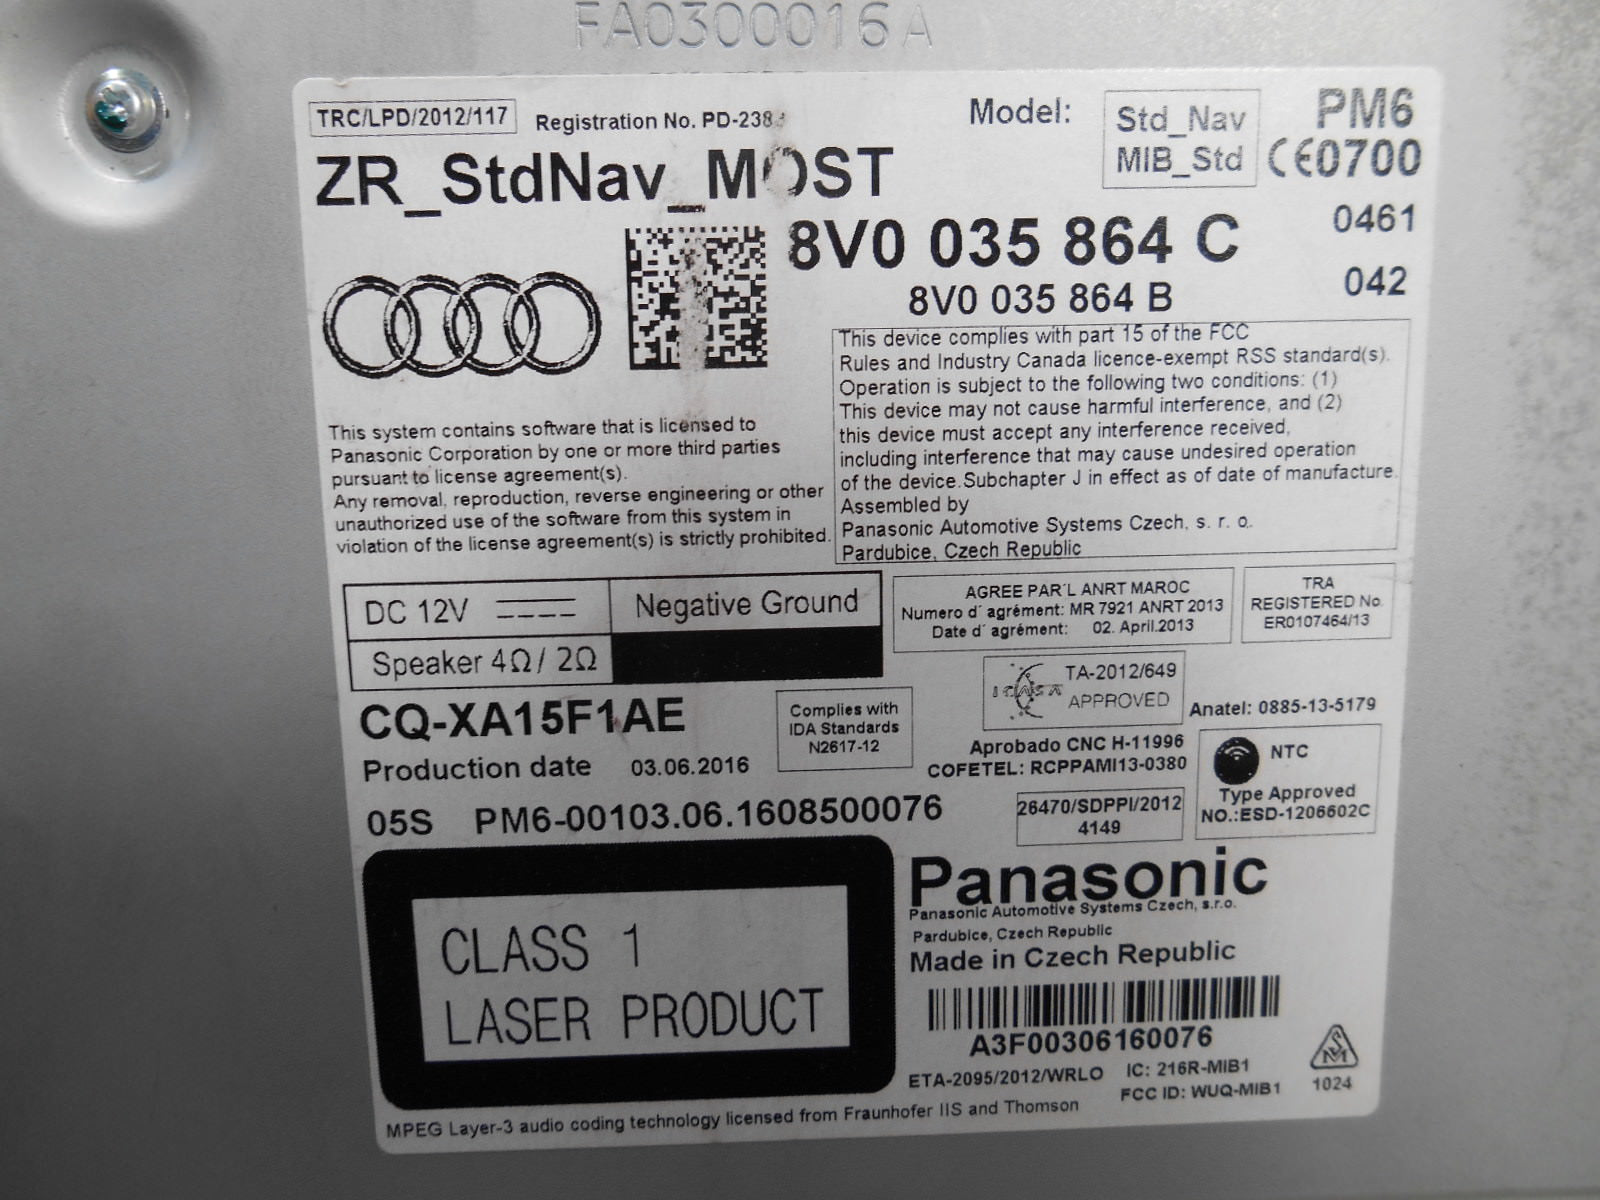 FA0300016A
TRC/LPD/2012/117
Registration No. PD-238
Model:
Std_Nav
MIB_Std
PM6
CE0700
ZR_StdNav_MOST
8V0 035 864 C
0461
8V0 035 864 B
042
This device complies with part 15 of the FCC
Rules and Industry Canada licence-exempt RSS standard(s).
Operation is subject to the following two conditions: (1)
This device may not cause harmful interference, and (2)
this device must accept any interference received,
including interference that may cause undesired operation
of the device.Subchapter J in effect as of date of manufacture.
Assembled by
Panasonic Automotive Systems Czech, s. r. o.
Pardubice, Czech Republic
This system contains software that is licensed to
Panasonic Corporation by one or more third parties
pursuant to license agreement(s).
Any removal, reproduction, reverse engineering or other
unauthorized use of the software from this system in
violation of the license agreement(s) is strictly prohibited.
DC 12V
Negative Ground
Speaker 4Ω/ 2Ω
AGREE PAR´L ANRT MAROC
Numero d´ agrément: MR 7921 ANRT 2013
Date d´ agrément: 02. April.2013
TRA
REGISTERED No
ER0107464/13
ICASA
TA-2012/649
APPROVED
CQ-XA15F1AE
Complies with
IDA Standards
N2617-12
Anatel: 0885-13-5179
Aprobado CNC H-11996
COFETEL: RCPPAMI13-0380
Production date 03.06.2016
NTC
Type Approved
NO.:ESD-1206602C
05S PM6-00103.06.1608500076
26470/SDPPI/2012
4149
CLASS 1
LASER PRODUCT
Panasonic
Panasonic Automotive Systems Czech, s.r.o.
Pardubice, Czech Republic
Made in Czech Republic
A3F00306160076
ETA-2095/2012/WRLO
IC: 216R-MIB1
FCC ID: WUQ-MIB1
1024
MPEG Layer-3 audio coding technology licensed from Fraunhofer IIS and Thomson